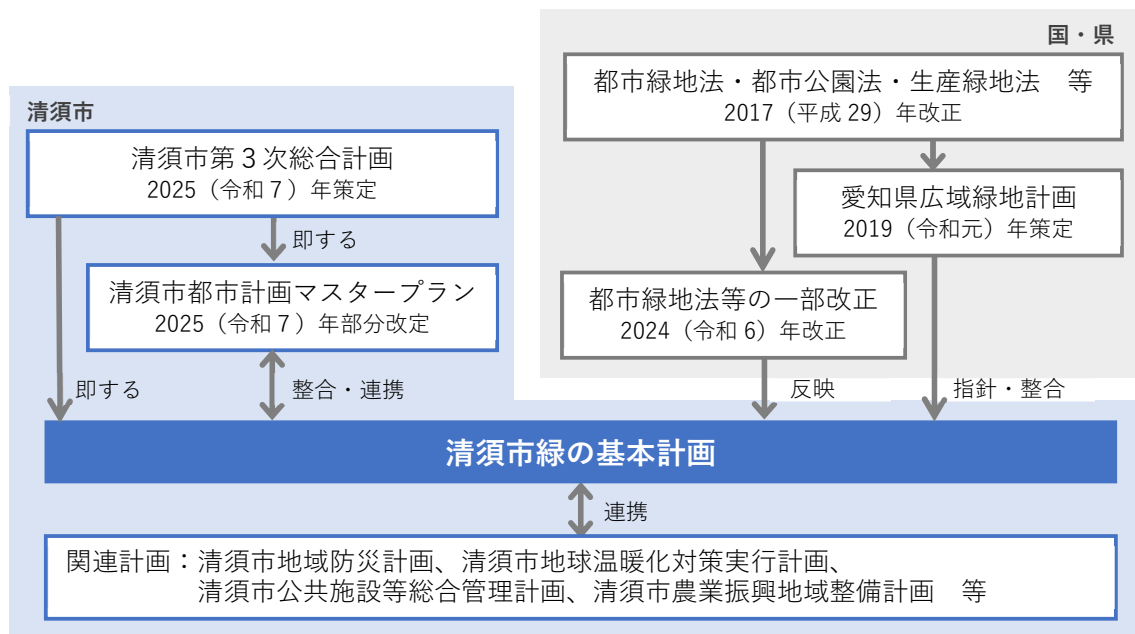 国・県
都市緑地法・都市公園法・生産緑地法　等
2017（平成 29）年改正
愛知県広域緑地計画
2019（令和元）年策定
都市緑地法等の一部改正
2024（令和 6）年改正
反映
指針・整合
清須市
清須市第３次総合計画
2025（令和７）年策定
即する
清須市都市計画マスタープラン
2025（令和７）年部分改定
即する
整合・連携
清須市緑の基本計画
連携
関連計画：清須市地域防災計画、清須市地球温暖化対策実行計画、
清須市公共施設等総合管理計画、清須市農業振興地域整備計画　等